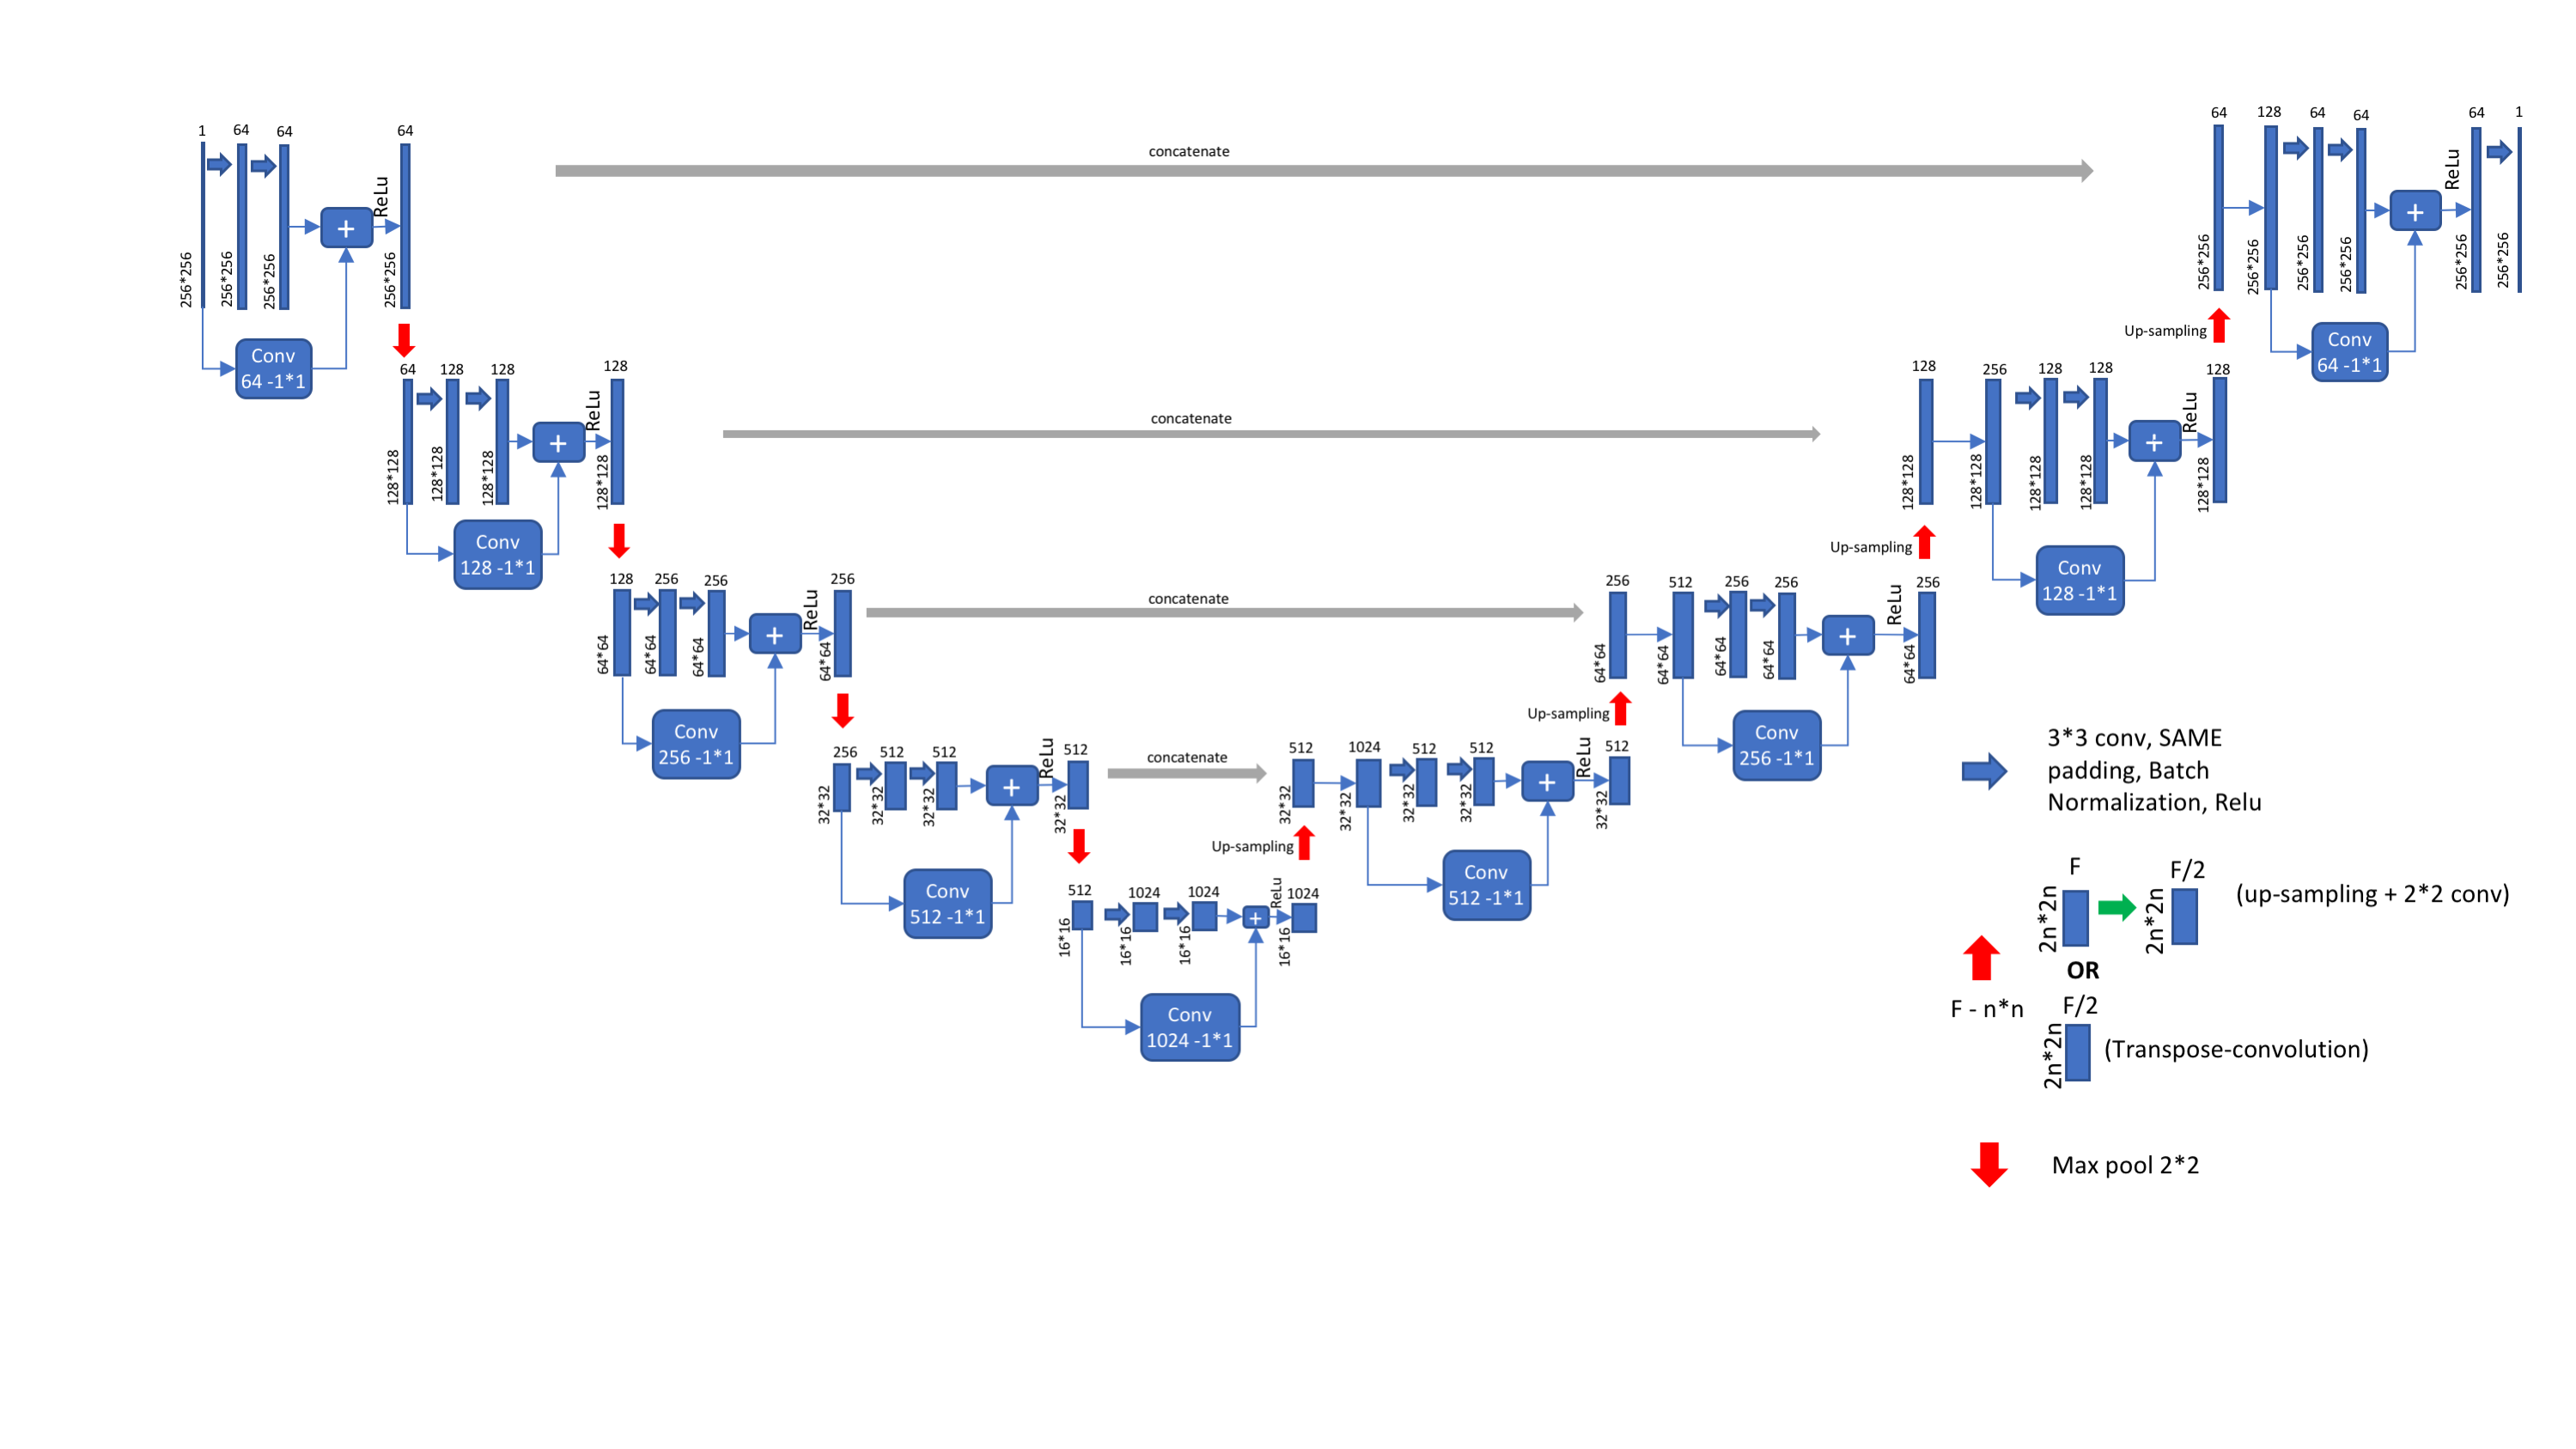 1
64
64
64
256*256
256*256
256*256
256*256
+
ReLu
Conv
64 -1*1
concatenate
64
128
64
64
64
1
256*256
256*256
256*256
256*256
256*256
256*256
+
ReLu
Conv
64 -1*1
Up-sampling
64
128
128
128
128*128
128*128
128*128
128*128
+
ReLu
Conv
128 -1*1
concatenate
128
256
128
128
128
128*128
128*128
128*128
128*128
128*128
+
ReLu
Conv
128 -1*1
Up-sampling
128
256
256
256
64*64
64*64
64*64
64*64
+
ReLu
Conv
256 -1*1
concatenate
256
512
256
256
256
64*64
64*64
64*64
64*64
64*64
+
ReLu
Conv
256 -1*1
Up-sampling
256
512
512
512
32*32
32*32
32*32
32*32
+
ReLu
Conv
512 -1*1
concatenate
512
1024
512
512
512
32*32
32*32
32*32
32*32
32*32
+
ReLu
Conv
512 -1*1
Up-sampling
512
1024
1024
1024
16*16
16*16
16*16
16*16
+
ReLu
Conv
1024 -1*1
3*3 conv, SAME
padding, Batch
Normalization, Relu
F
F/2
2n*2n
2n*2n
(up-sampling + 2*2 conv)
OR
F - n*n
F/2
2n*2n
(Transpose-convolution)
Max pool 2*2